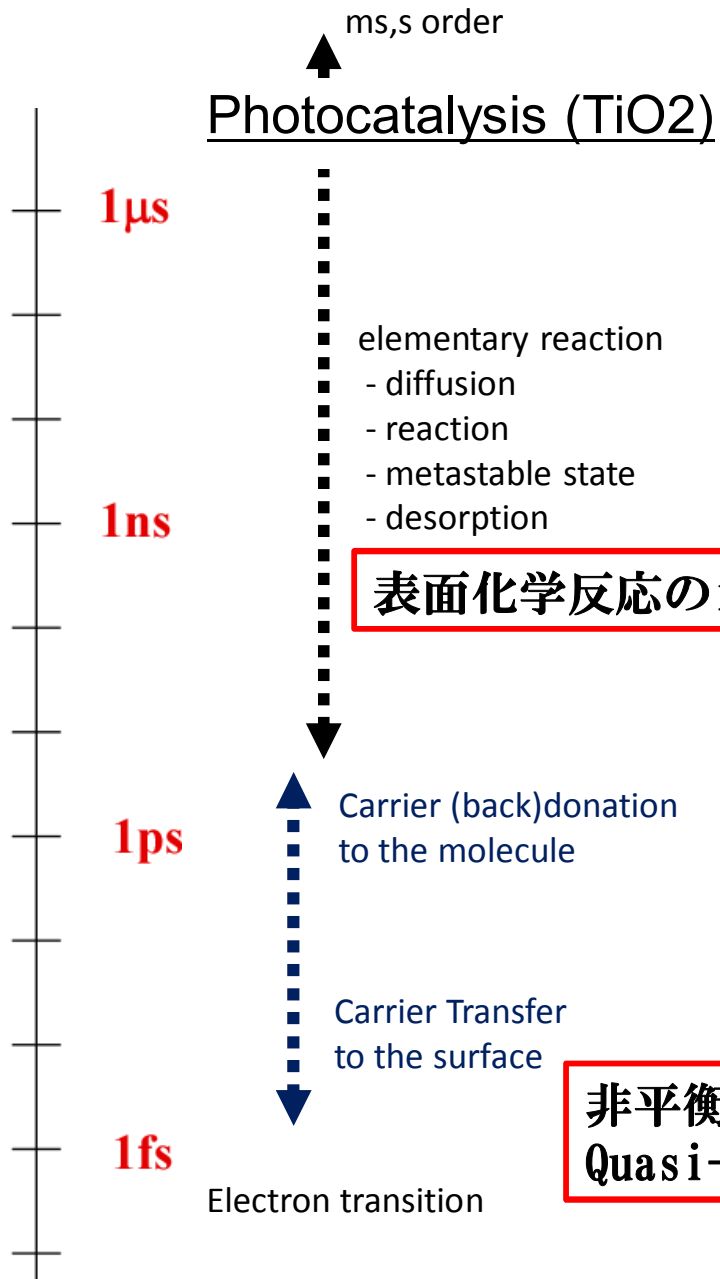 ms,s order
Photocatalysis (TiO2)
1μs
elementary reaction
- diffusion
- reaction
- metastable state
- desorption
1ns
表面化学反応の
Carrier (back)donation
to the molecule
1ps
Carrier Transfer
to the surface
非平衡
Quasi-
1fs
Electron transition